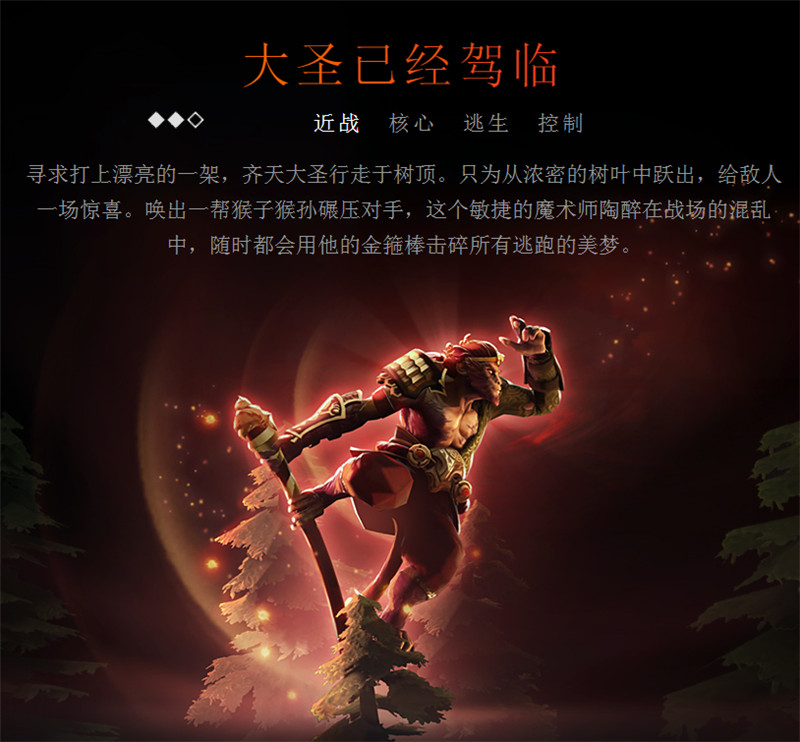 大圣已经驾临
近战 核心 逃生 控制
寻求打上漂亮的一架，齐天大圣行走于树顶。只为从浓密的树叶中跃出，给敌人
一场惊喜。唤出一帮猴子猴孙碾压对手，这个敏捷的魔术师陶醉在战场的混乱
中，随时都会用他的金箍棒击碎所有逃跑的美梦。